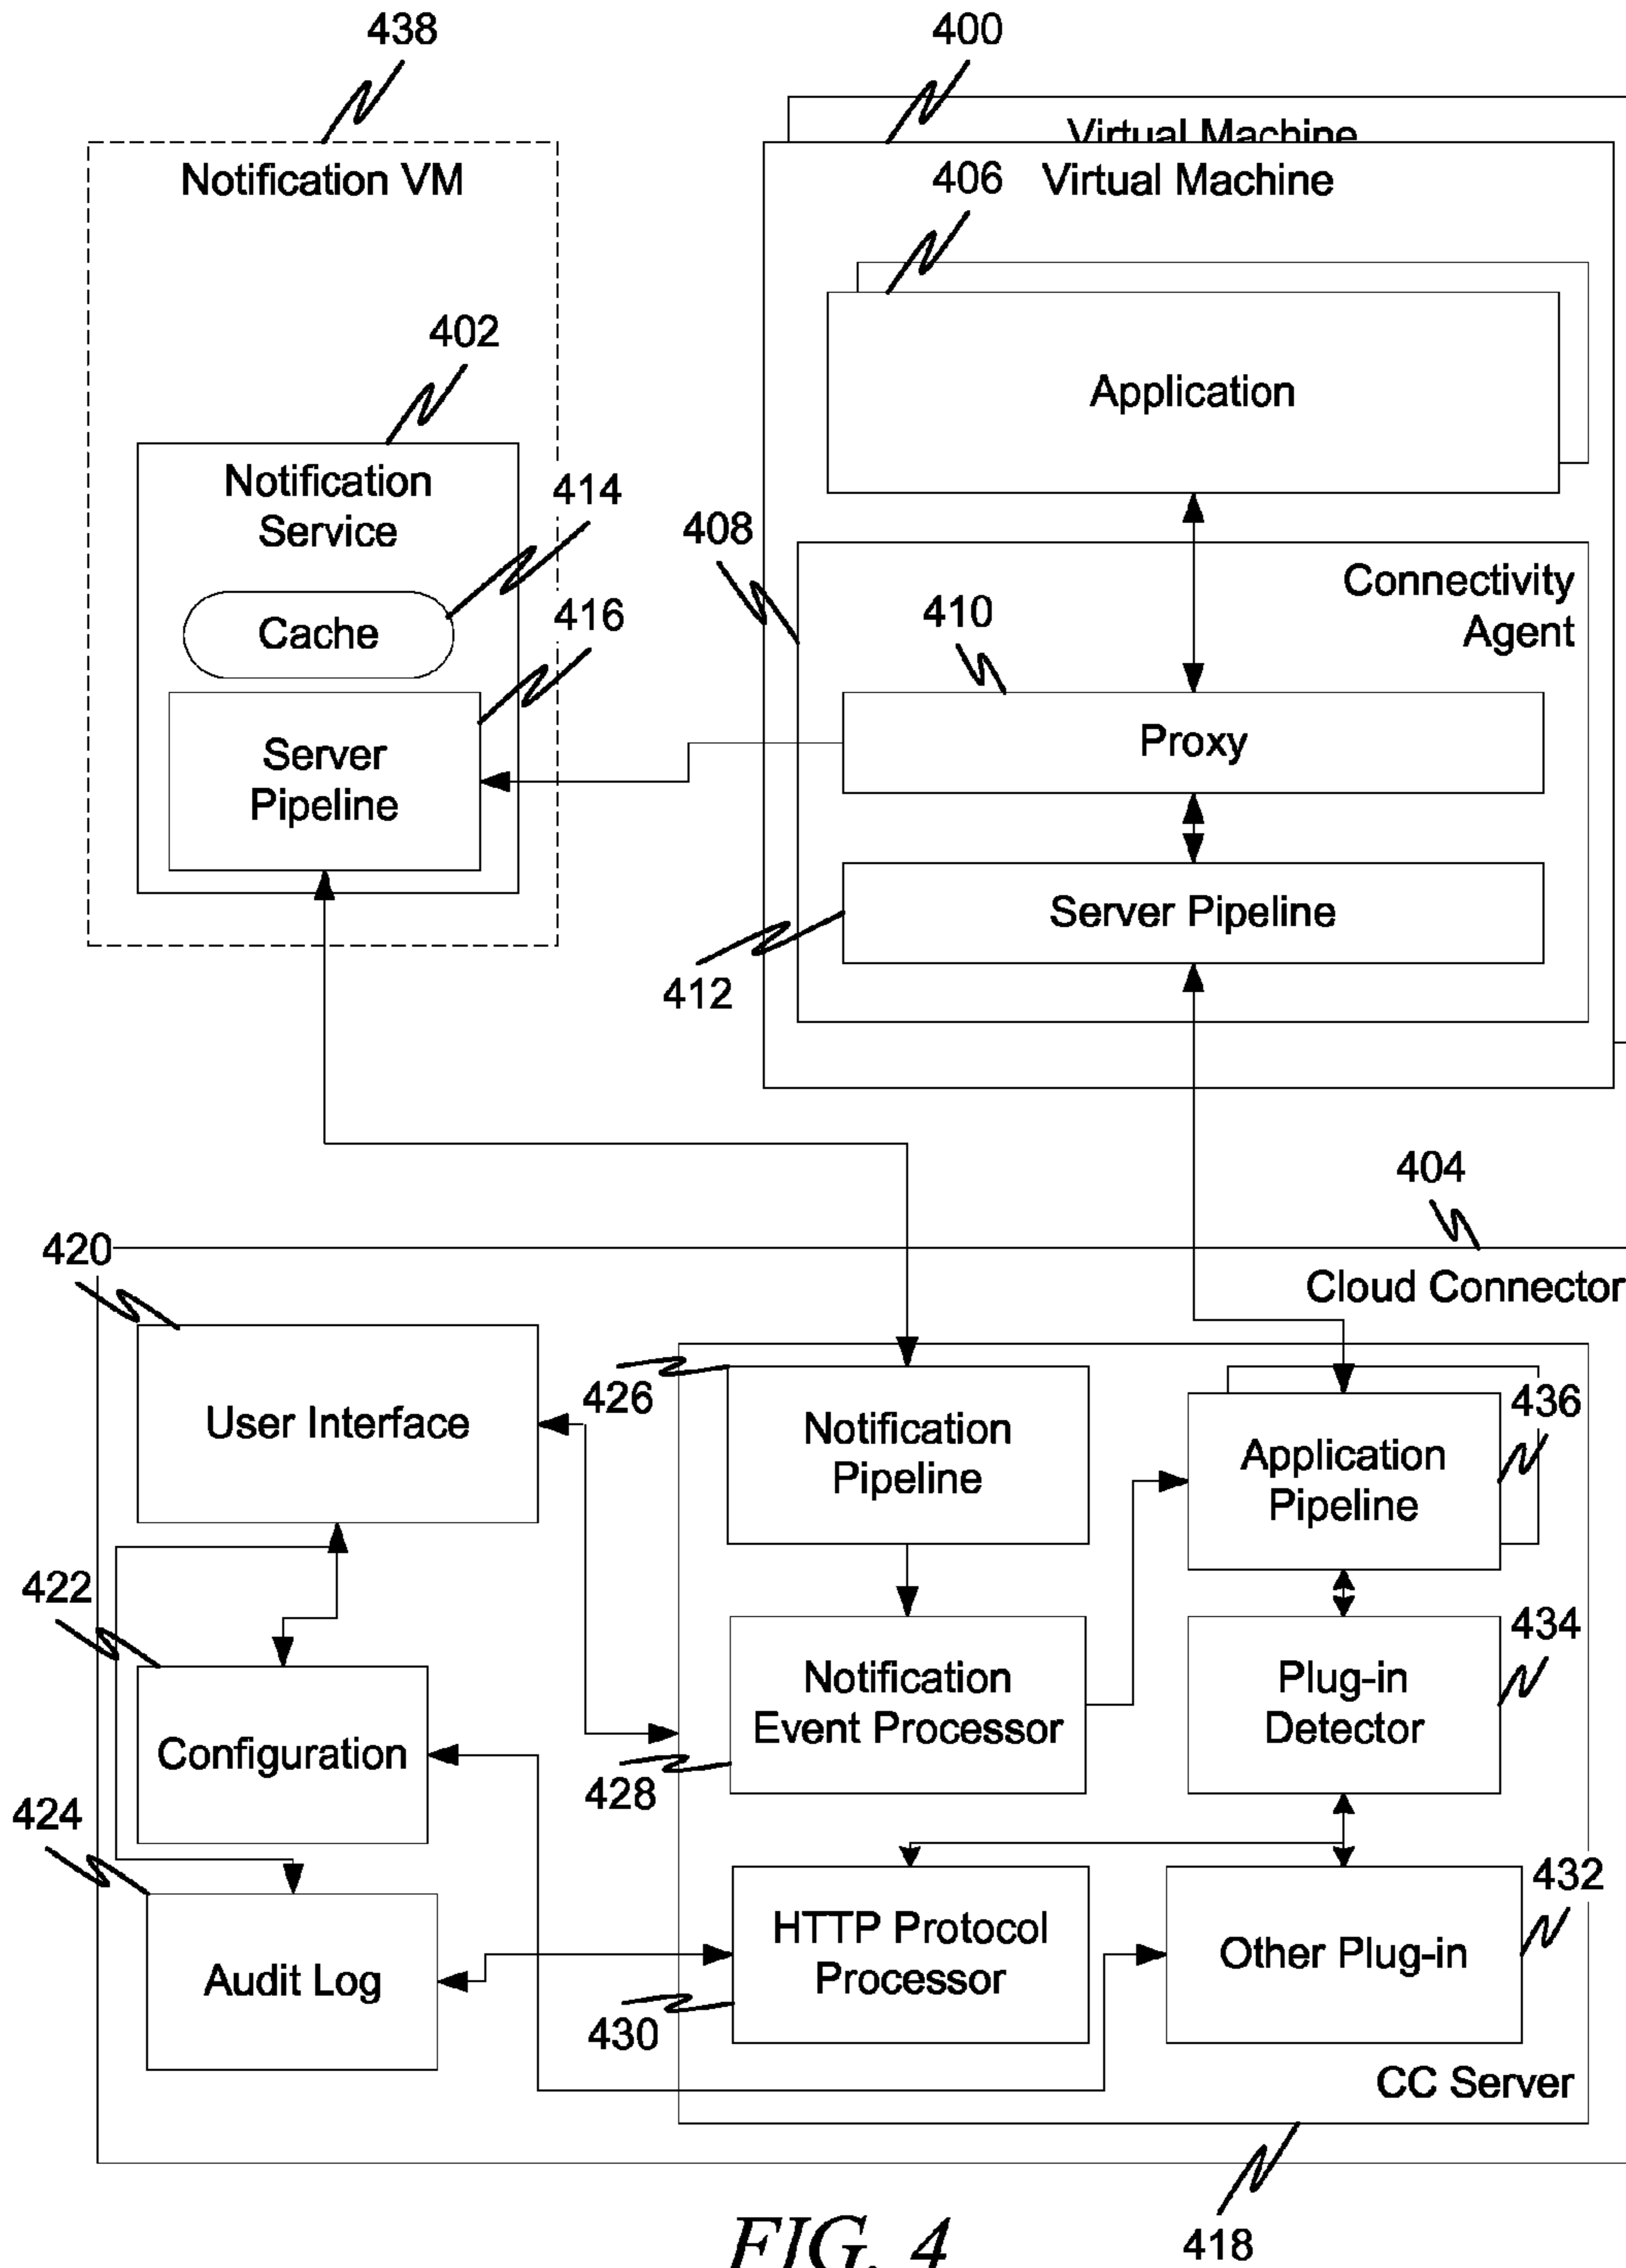 438
400
Virtual Machine
Notification VM
406
Virtual Machine
402
Application
Notification
Service
414
408
Connectivity
Agent
Cache
416
410
Server
Pipeline
Proxy
Server Pipeline
412
404
420
Cloud Connector
426
User Interface
Notification
Pipeline
436
Application
Pipeline
422
434
Notification
Event Processor
Plug-in
Detector
Configuration
428
424
432
HTTP Protocol
Processor
Other Plug-in
Audit Log
430
CC Server
FIG. 4
418